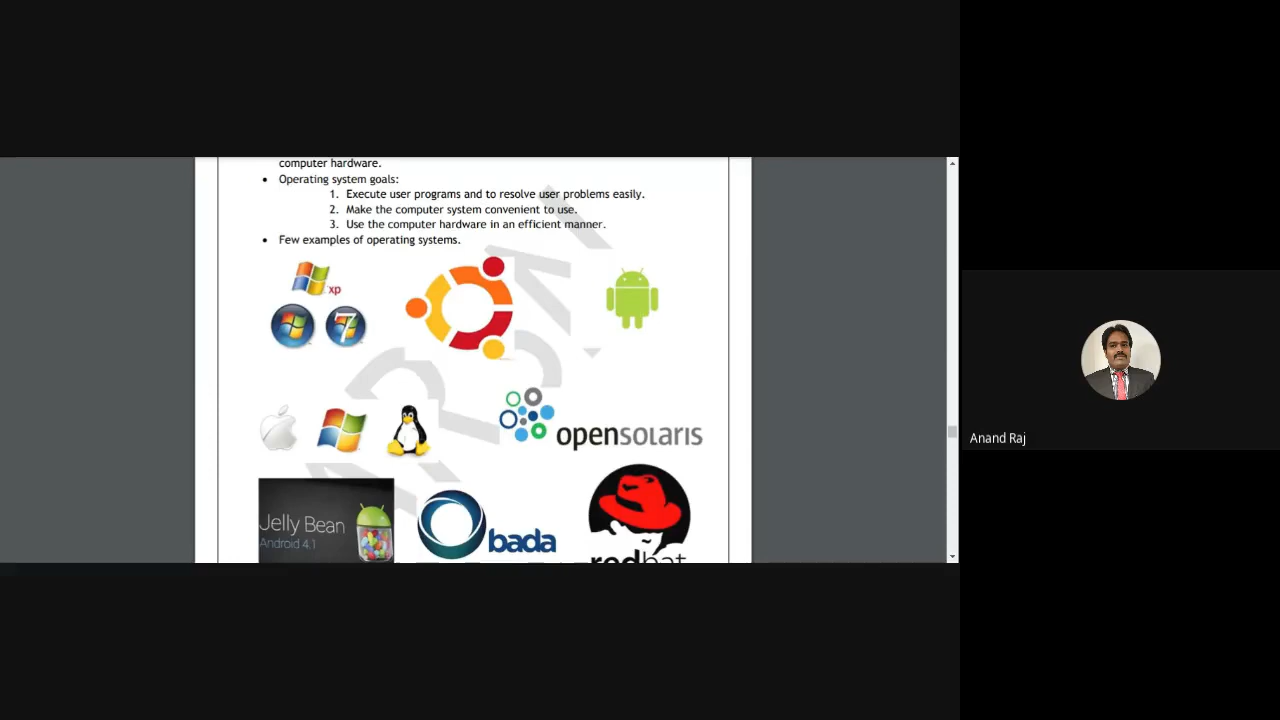 computer hardware.
• Operating system goals:
1. Execute user programs and to resolve user problems easily.
2. Make the computer system convenient to use.
3. Use the computer hardware in an efficient manner.
• Few examples of operating systems.
xp
7
opensolaris
Jelly Bean
Android 4.1
bada
redhat
Anand Raj